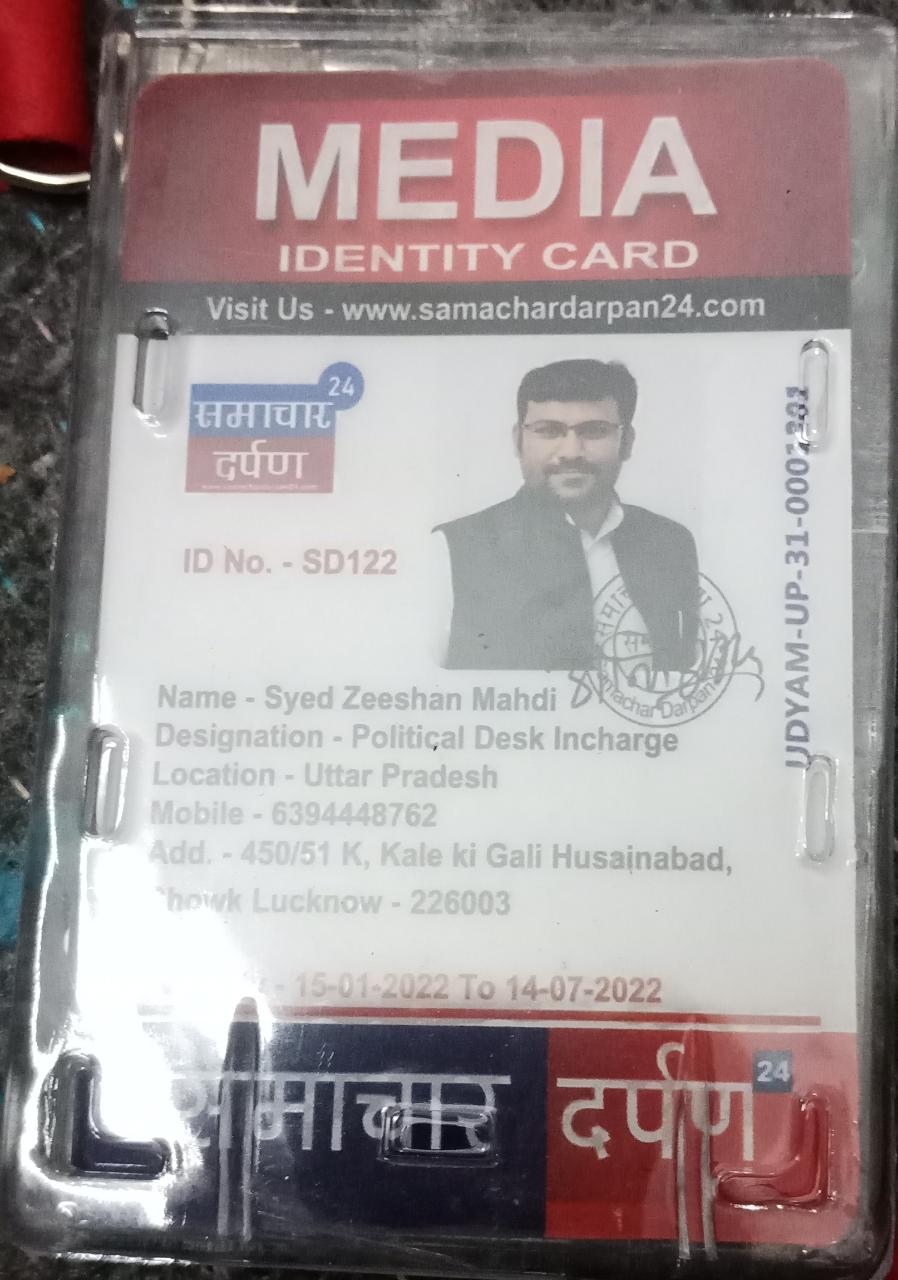 MEDIA
IDENTITY CARD
Visit Us - www.samachardarpan24.com
24
समाचार
दर्पण
ID No. - SD122
UDYAM-UP-31-
Name - Syed Zeeshan Mahdi
Designation - Political Desk Incharge
Location - Uttar Pradesh
Mobile - 6394448762
Add. - 450/51 K, Kale ki Gali Husainabad,
Lucknow - 226003
- 15-01-2022 To 14-07-2022
समाचार दर्पण 24